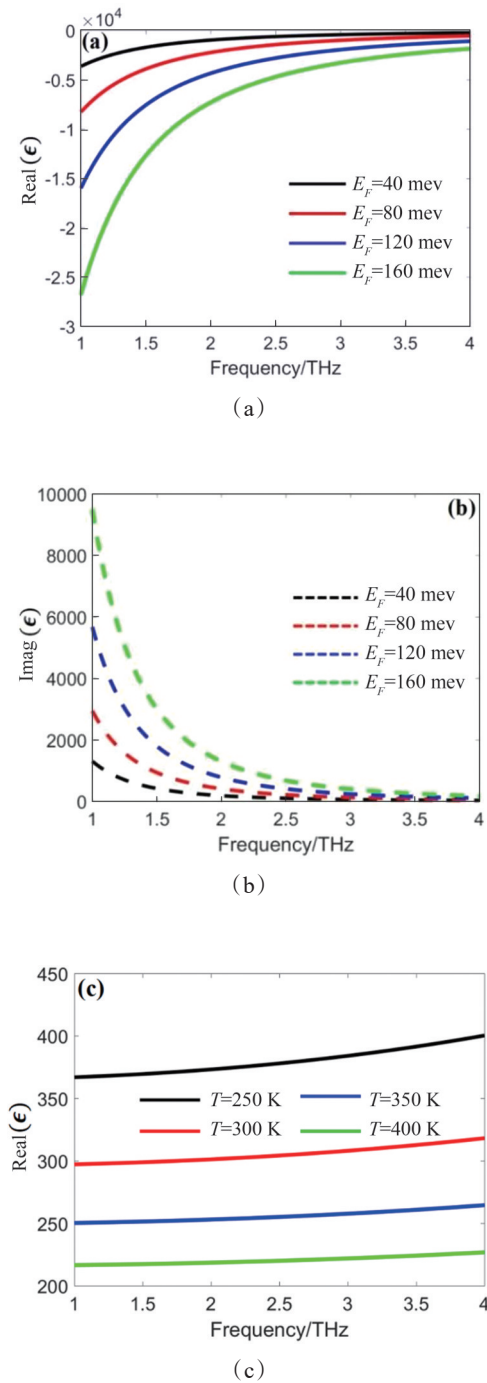 × 10⁴
0
(a)
-0.5
-1
-1.5
-2
-2.5
-3
Real(ϵ)
E_F=40 mev
E_F=80 mev
E_F=120 mev
E_F=160 mev
1 1.5 2 2.5 3 3.5 4
Frequency/THz
（a）
10000
(b)
8000
6000
4000
2000
0
Imag(ϵ)
E_F=40 mev
E_F=80 mev
E_F=120 mev
E_F=160 mev
1 1.5 2 2.5 3 3.5 4
Frequency/THz
（b）
450
(c)
400
350
300
250
200
Real(ϵ)
T=250 K T=350 K
T=300 K T=400 K
1 1.5 2 2.5 3 3.5 4
Frequency/THz
（c）